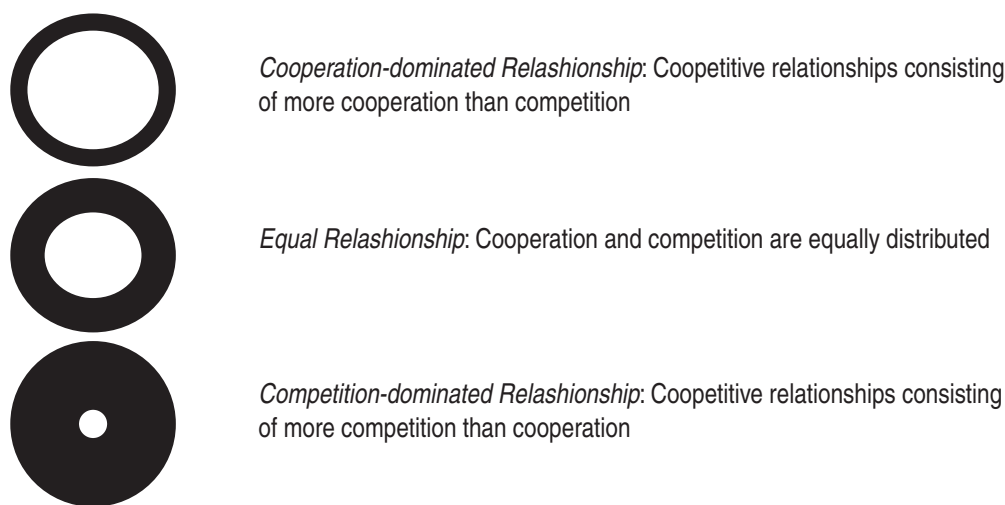 Cooperation-dominated Relashionship: Coopetitive relationships consisting
of more cooperation than competition
Equal Relashionship: Cooperation and competition are equally distributed
Competition-dominated Relashionship: Coopetitive relationships consisting
of more competition than cooperation